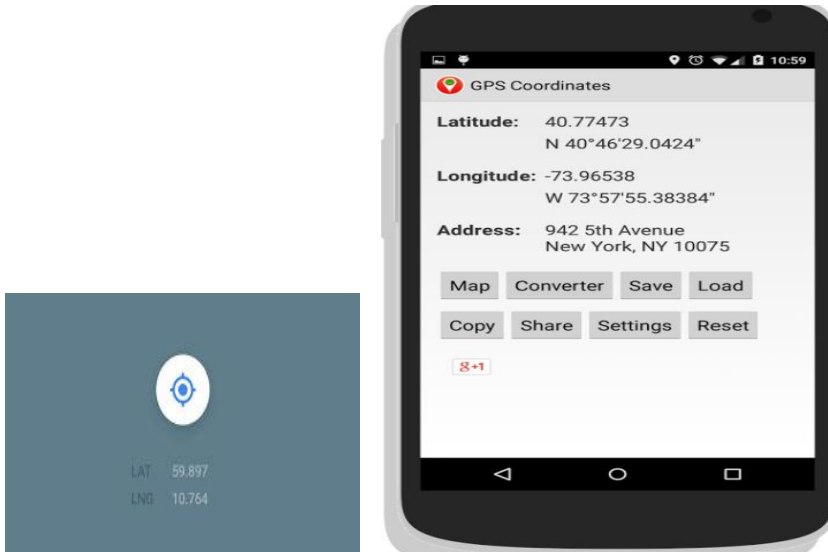 LAT 59.897
LNG 10.764
10:59
GPS Coordinates
Latitude: 40.77473
N 40°46'29.0424"
Longitude: -73.96538
W 73°57'55.38384"
Address: 942 5th Avenue
New York, NY 10075
Map Converter Save Load
Copy Share Settings Reset
g+1